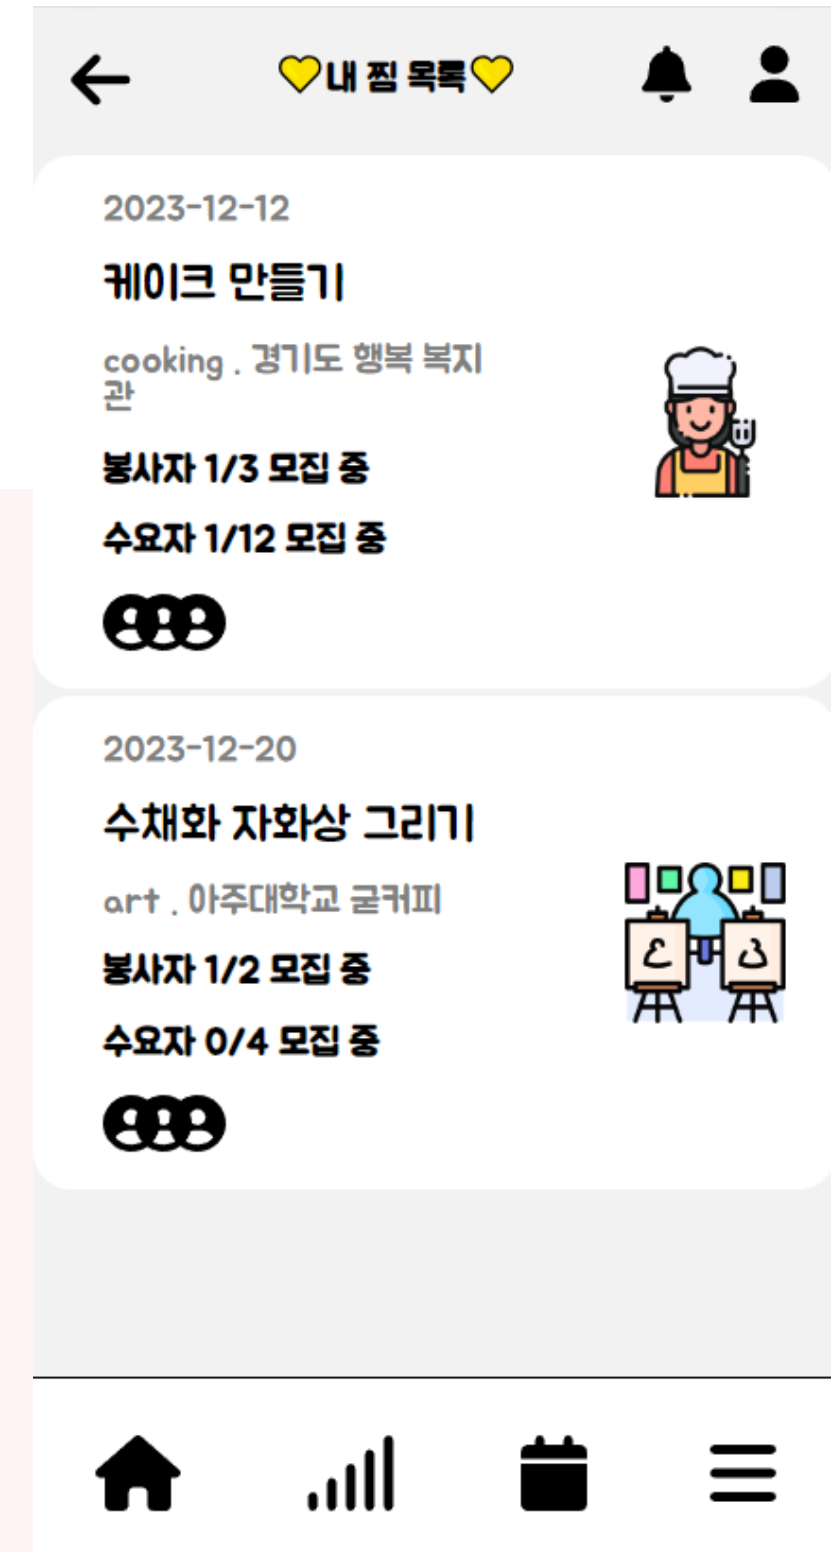 💛내 찜 목록💛
2023-12-12
케이크 만들기
cooking . 경기도 행복 복지
관
봉사자 1/3 모집 중
수요자 1/12 모집 중
2023-12-20
수채화 자화상 그리기
art . 아주대학교 굳커피
봉사자 1/2 모집 중
수요자 0/4 모집 중